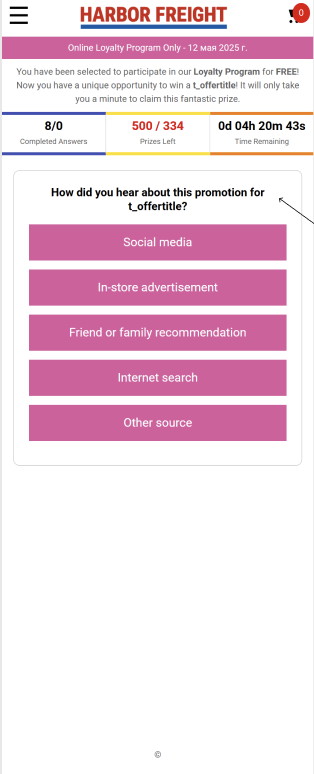 HARBOR FREIGHT
0
Online Loyalty Program Only - 12 мая 2025 г.
You have been selected to participate in our Loyalty Program for FREE!
Now you have a unique opportunity to win a t_offertitle! It will only take
you a minute to claim this fantastic prize.
8/0
Completed Answers
500 / 334
Prizes Left
0d 04h 20m 43s
Time Remaining
How did you hear about this promotion for
t_offertitle?
Social media
In-store advertisement
Friend or family recommendation
Internet search
Other source
©